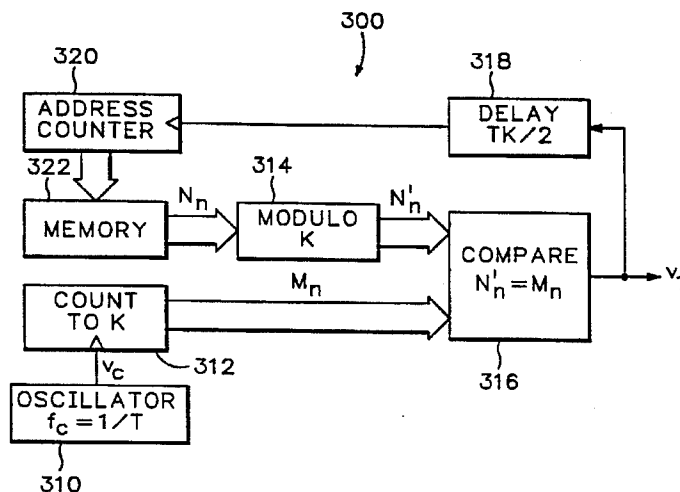 300
320
ADDRESS
COUNTER
318
DELAY
TK/2
322
MEMORY
Nn
314
MODULO
K
N'n
COMPARE
N'n = Mn
316
v
COUNT
TO K
Mn
312
vc
OSCILLATOR
fc = 1/T
310